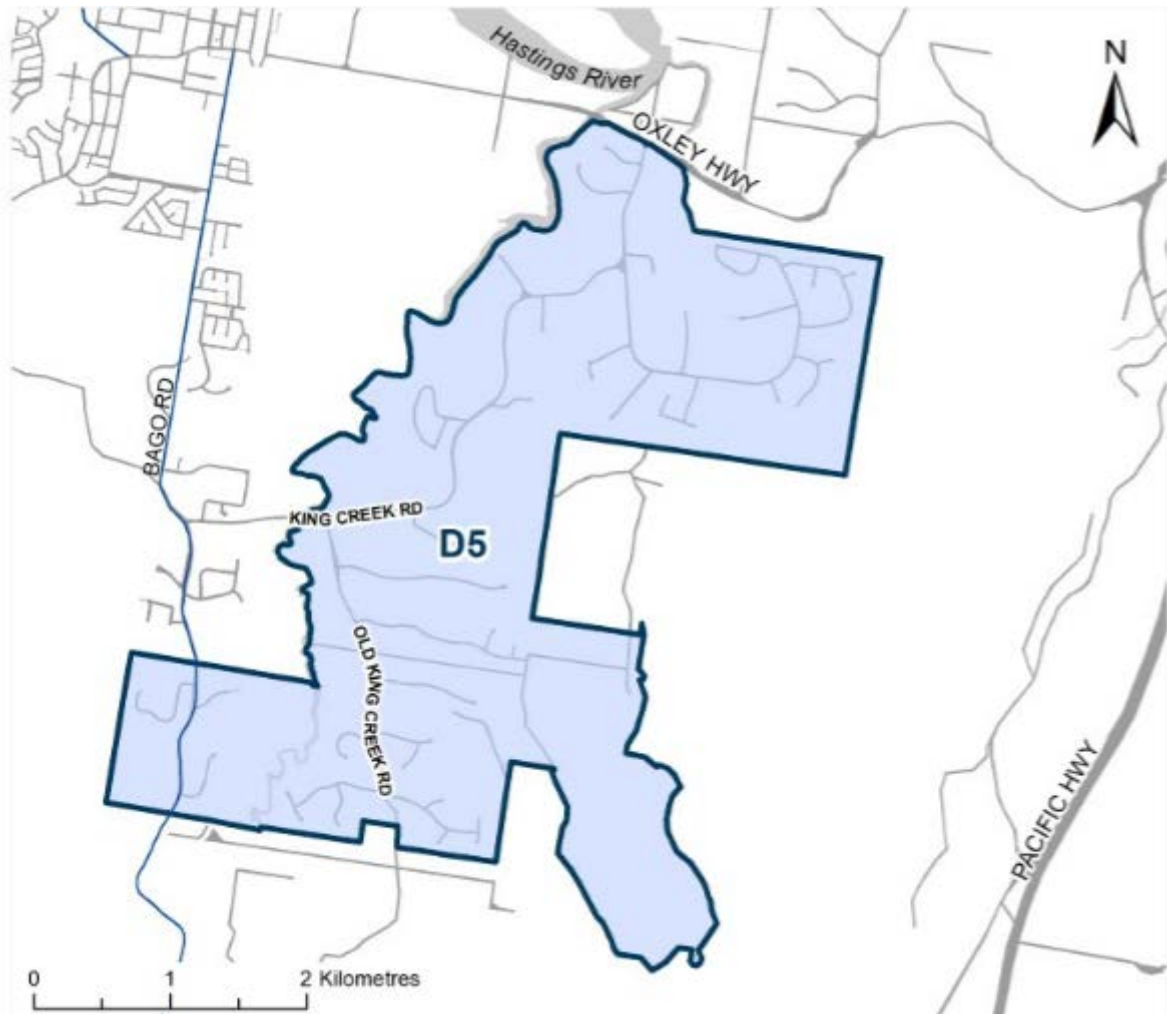 Hastings River
N
OXLEY HWY
BAGO RD
KING CREEK RD
D5
OLD KING CREEK RD
PACIFIC HWY
0 1 2 Kilometres